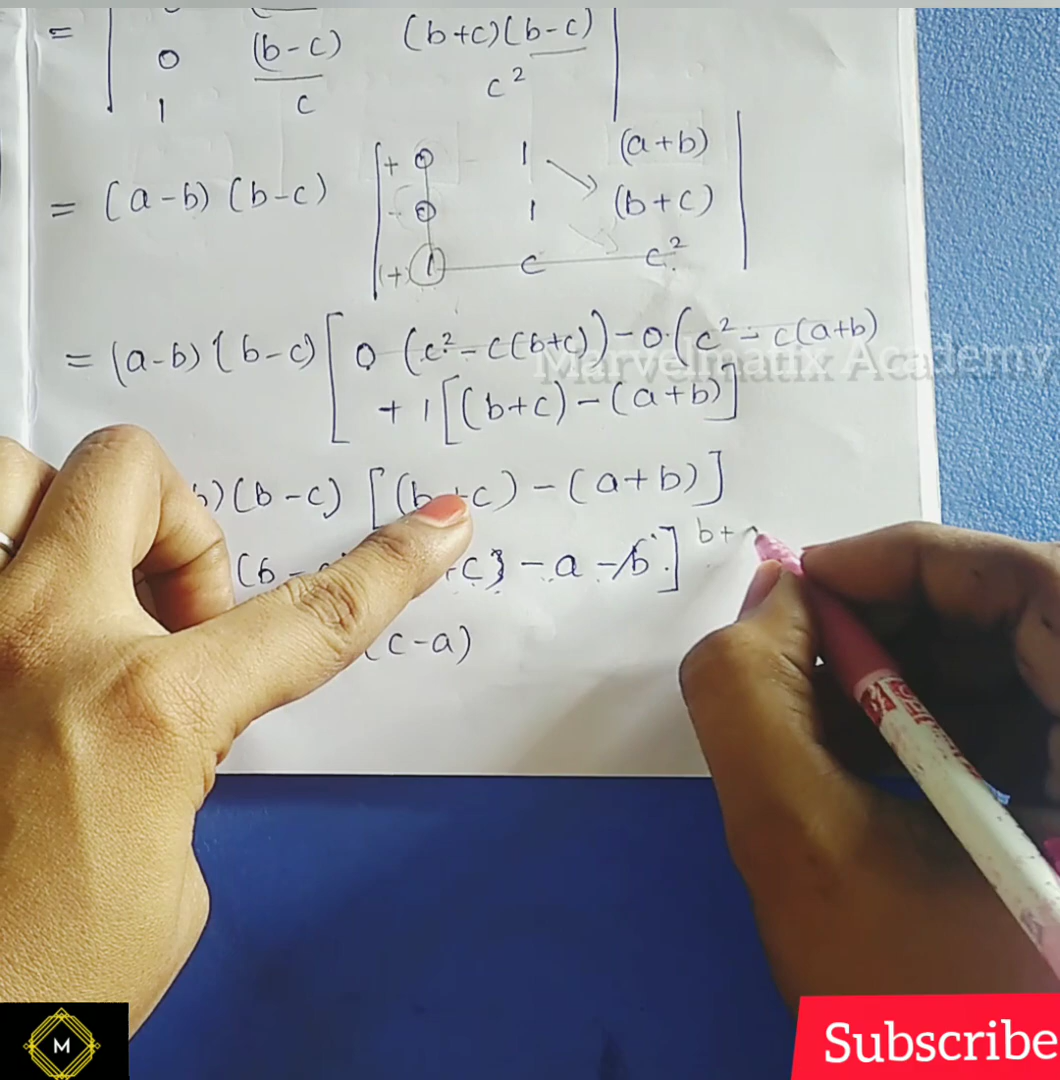 = | 0 (b-c) (b+c)(b-c) |
1 c c²
= (a-b) (b-c) | + 0 1 (a+b) |
- 0 1 (b+c)
(+) 1 c c²
= (a-b) (b-c) [ 0 (c² - c(b+c)) - 0 · (c² - c(a+b)
+ 1 [(b+c) - (a+b)]
b) (b-c) [(b+c) - (a+b)]
(b- +c} - a - b] b+
(c-a)
Marvelmatix Academy
M
Subscribe